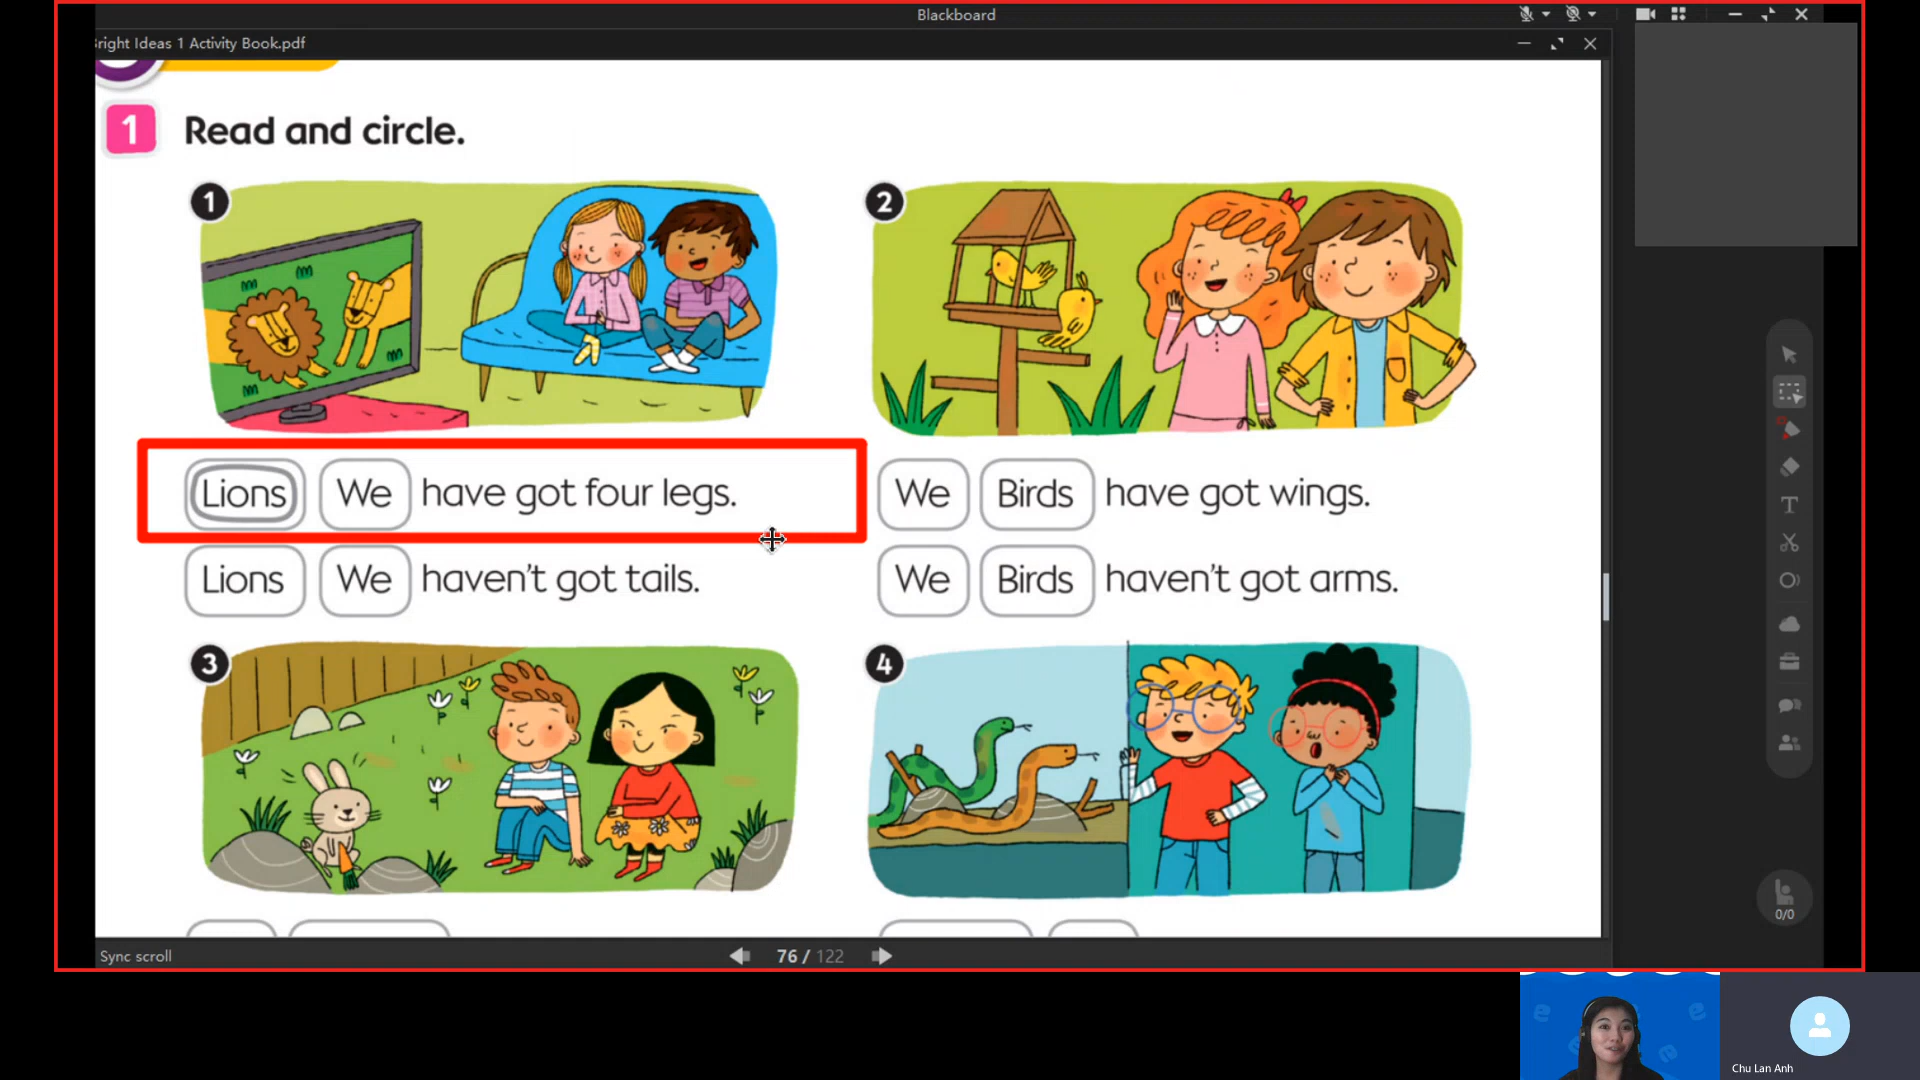 Blackboard
Bright Ideas 1 Activity Book.pdf
1 Read and circle.
1
2
Lions We have got four legs.
We Birds have got wings.
Lions We haven't got tails.
We Birds haven't got arms.
3
4
0/0
Sync scroll
76 / 122
Chu Lan Anh